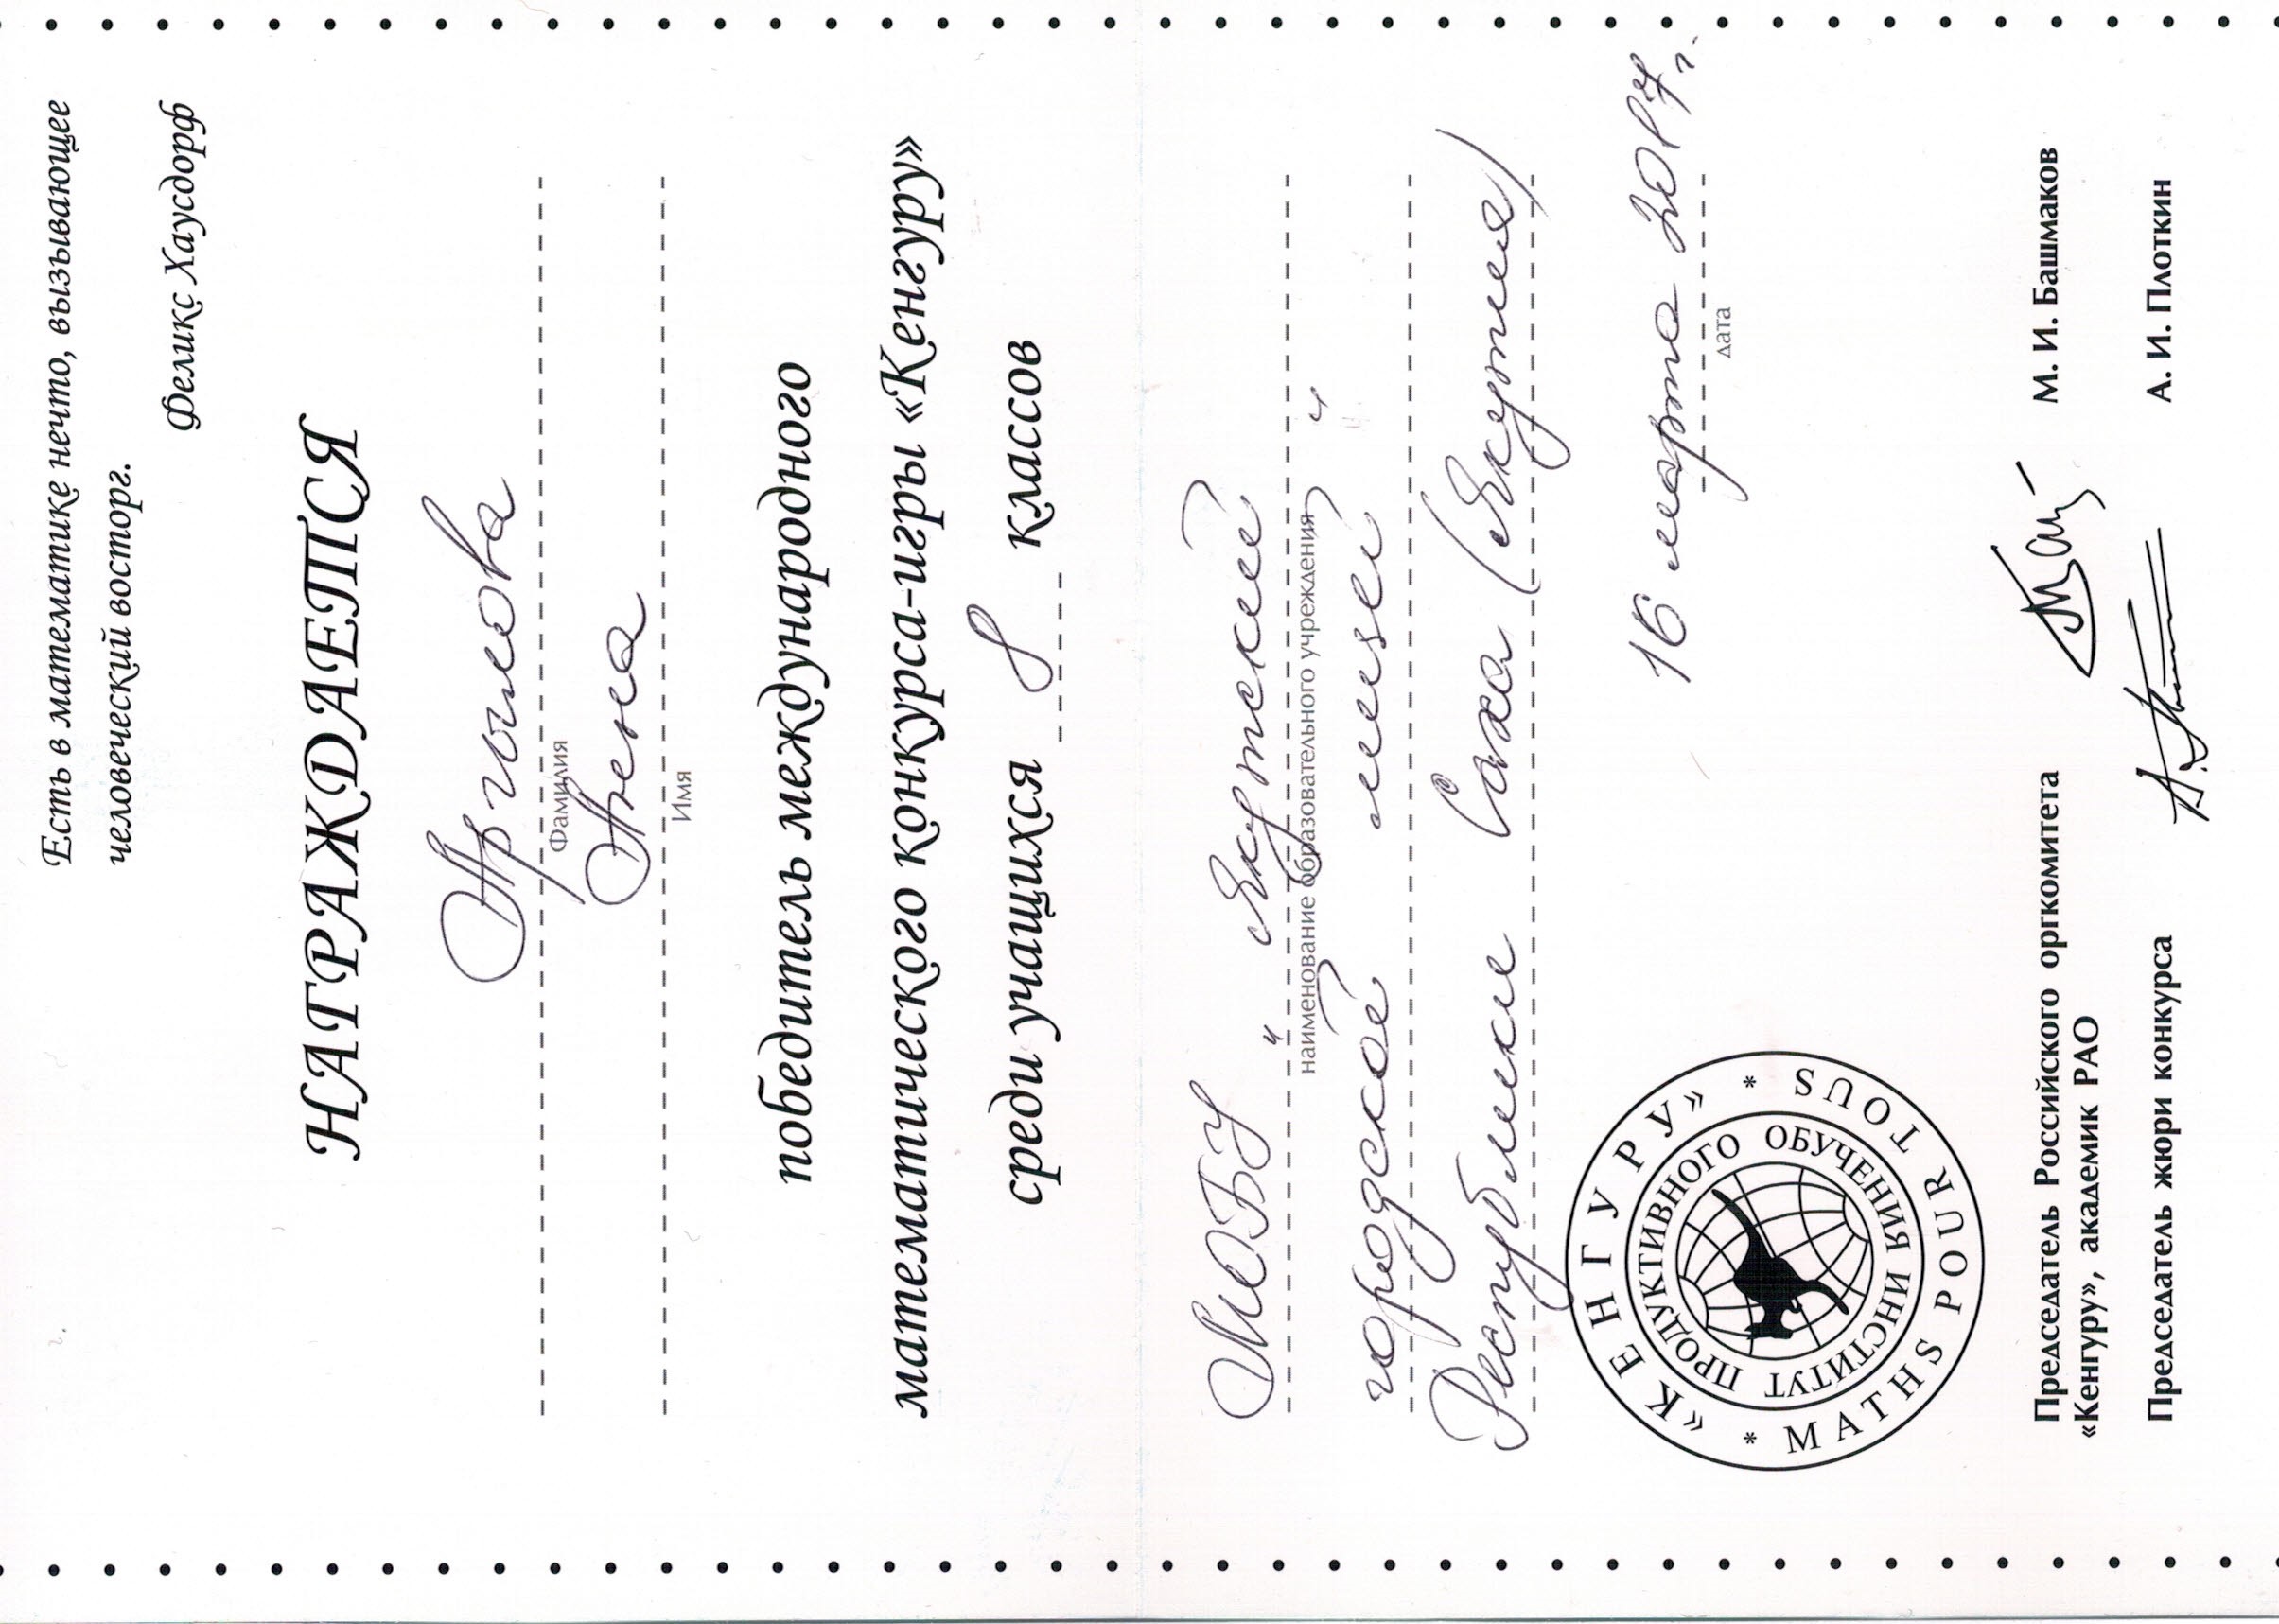 Есть в математике нечто, вызывающее
человеческий восторг.
Феликс Хаусдорф
НАГРАЖДАЕТСЯ
Аргылова
Фамилия
Анна
Имя
победитель международного
математического конкурса-игры «Кенгуру»
среди учащихся 8 классов
МОБУ „Якутский
наименование образовательного учреждения
городской лицей“
Республики Саха (Якутия)
«КЕНГУРУ»
ИНСТИТУТ ПРОДУКТИВНОГО ОБУЧЕНИЯ
* MATHS POUR TOUS *
16 марта 2017г.
дата
Председатель Российского оргкомитета
«Кенгуру», академик РАО
М. И. Башмаков
Председатель жюри конкурса
А. И. Плоткин